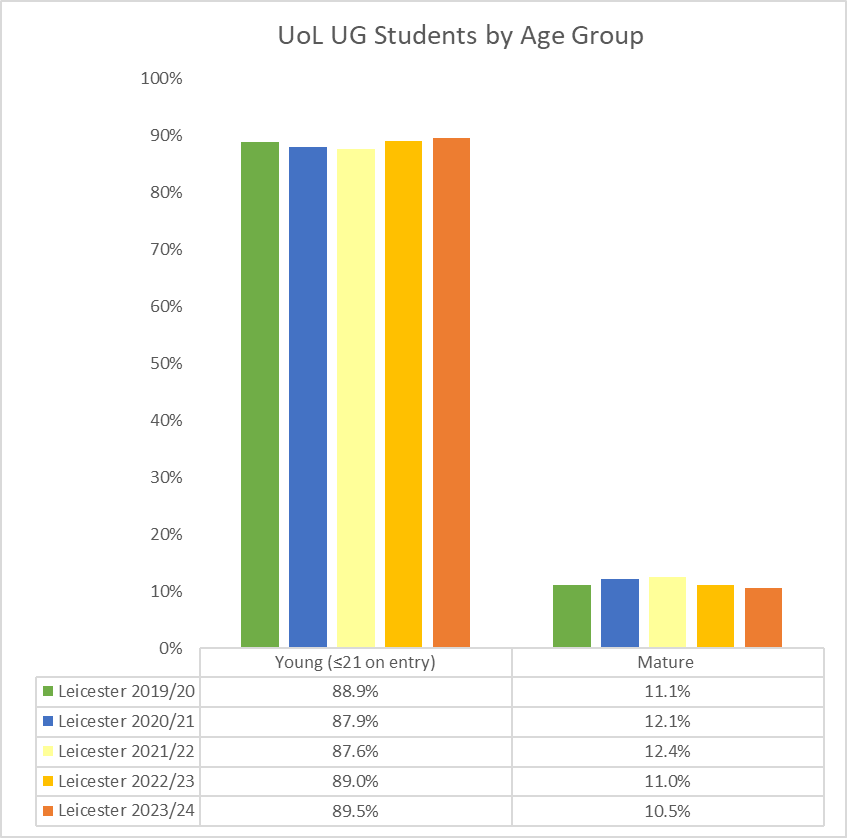 UoL UG Students by Age Group
100%
90%
80%
70%
60%
50%
40%
30%
20%
10%
0%
Young (≤21 on entry) Mature
Leicester 2019/20 88.9% 11.1%
Leicester 2020/21 87.9% 12.1%
Leicester 2021/22 87.6% 12.4%
Leicester 2022/23 89.0% 11.0%
Leicester 2023/24 89.5% 10.5%